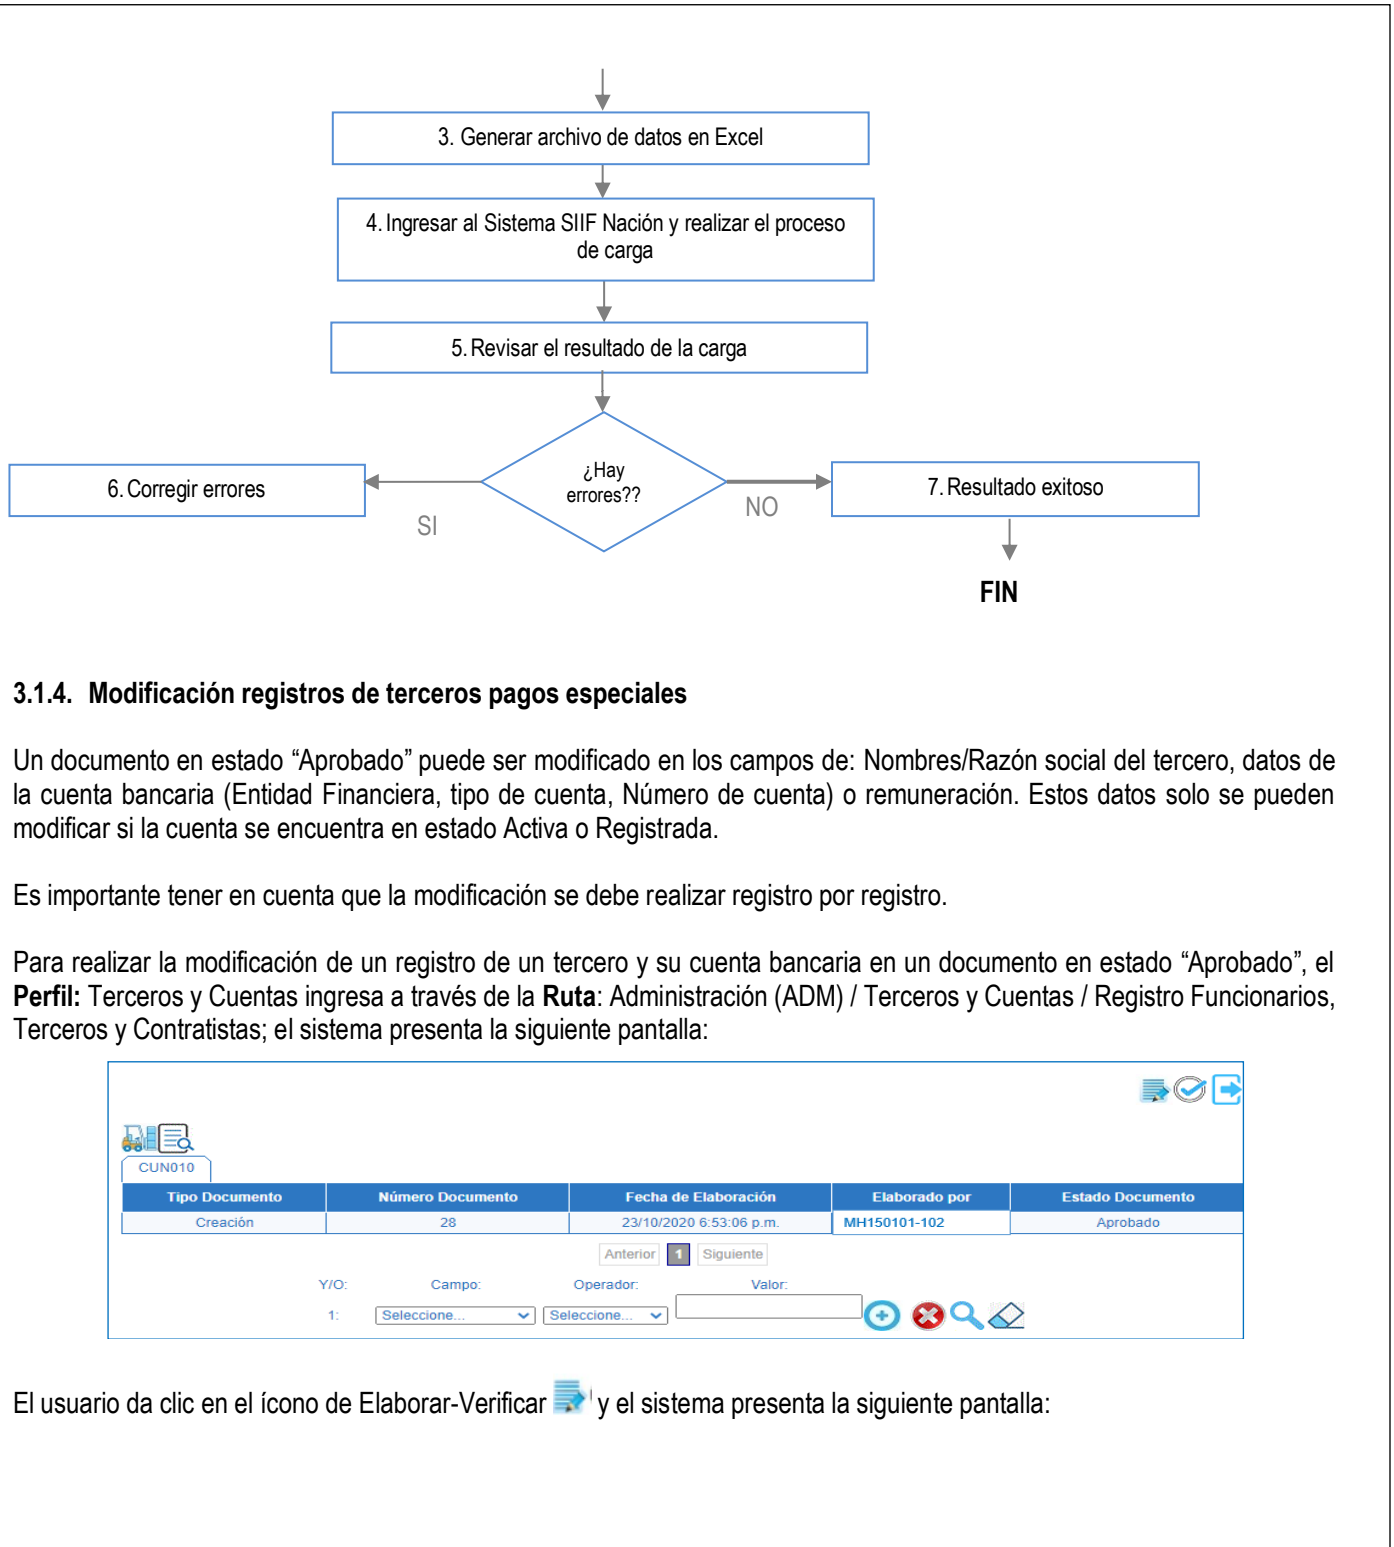 3. Generar archivo de datos en Excel
4. Ingresar al Sistema SIIF Nación y realizar el proceso
de carga
5. Revisar el resultado de la carga
¿Hay
errores??
6. Corregir errores
SI
NO
7. Resultado exitoso
FIN
3.1.4. Modificación registros de terceros pagos especiales
Un documento en estado “Aprobado” puede ser modificado en los campos de: Nombres/Razón social del tercero, datos de
la cuenta bancaria (Entidad Financiera, tipo de cuenta, Número de cuenta) o remuneración. Estos datos solo se pueden
modificar si la cuenta se encuentra en estado Activa o Registrada.
Es importante tener en cuenta que la modificación se debe realizar registro por registro.
Para realizar la modificación de un registro de un tercero y su cuenta bancaria en un documento en estado “Aprobado”, el
Perfil: Terceros y Cuentas ingresa a través de la Ruta: Administración (ADM) / Terceros y Cuentas / Registro Funcionarios,
Terceros y Contratistas; el sistema presenta la siguiente pantalla:
CUN010
Tipo Documento Número Documento Fecha de Elaboración Elaborado por Estado Documento
Creación 28 23/10/2020 6:53:06 p.m. MH150101-102 Aprobado
Anterior 1 Siguiente
Y/O: Campo: Operador: Valor:
1: Seleccione... Seleccione...
El usuario da clic en el ícono de Elaborar-Verificar y el sistema presenta la siguiente pantalla: